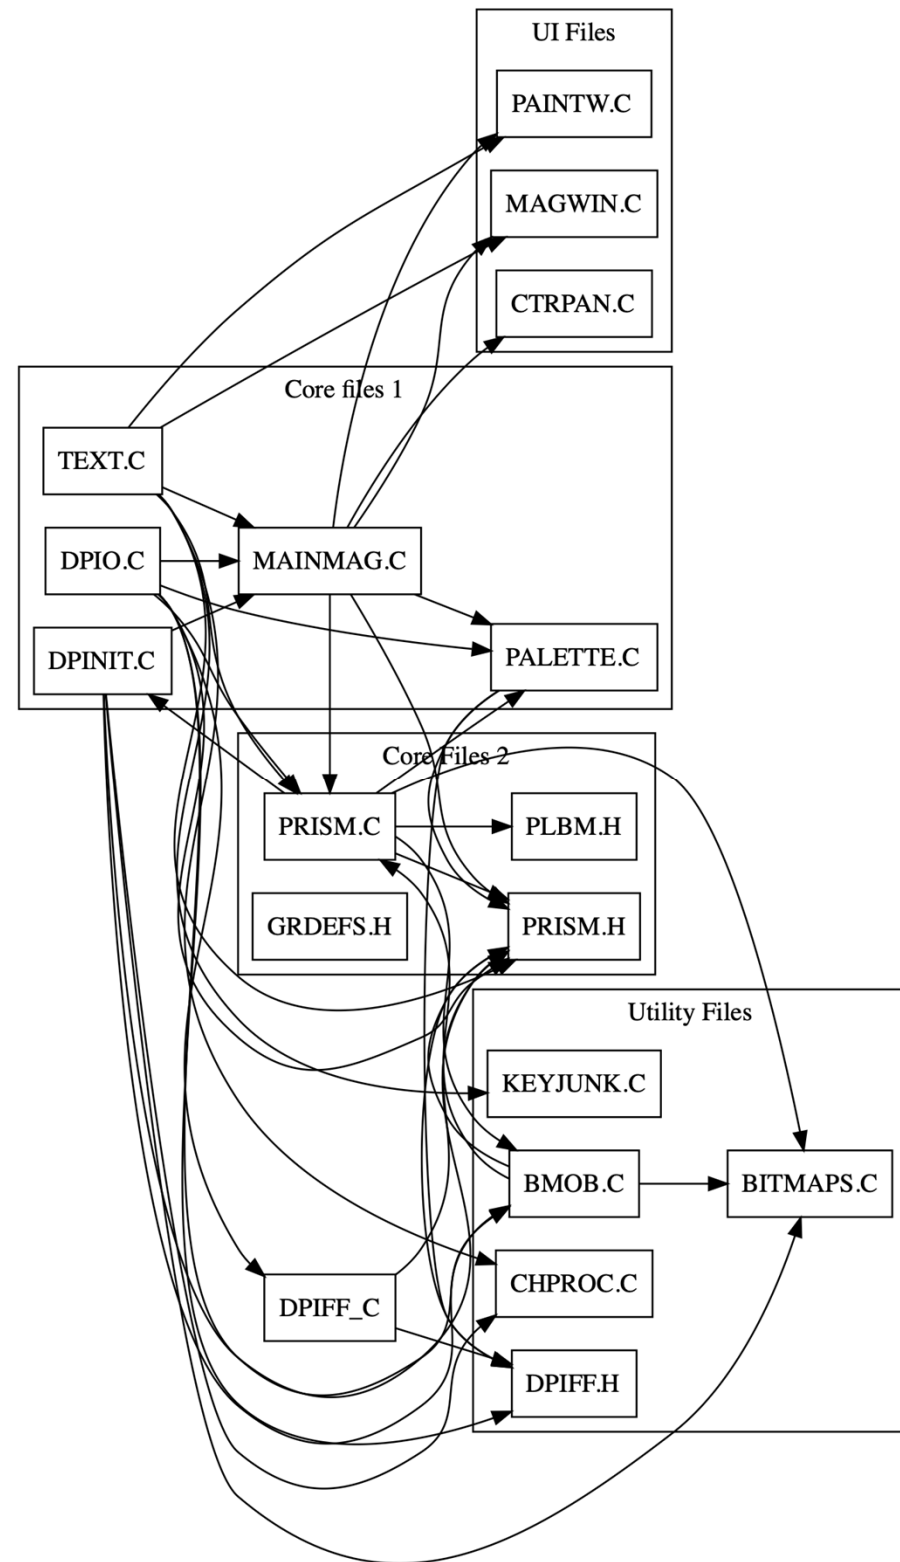 UI Files
PAINTW.C
MAGWIN.C
CTRPAN.C
Core files 1
TEXT.C
DPIO.C
MAINMAG.C
DPINIT.C
PALETTE.C
Core Files 2
PRISM.C
PLBM.H
GRDEFS.H
PRISM.H
Utility Files
KEYJUNK.C
BMOB.C
BITMAPS.C
CHPROC.C
DPIFF_C
DPIFF.H